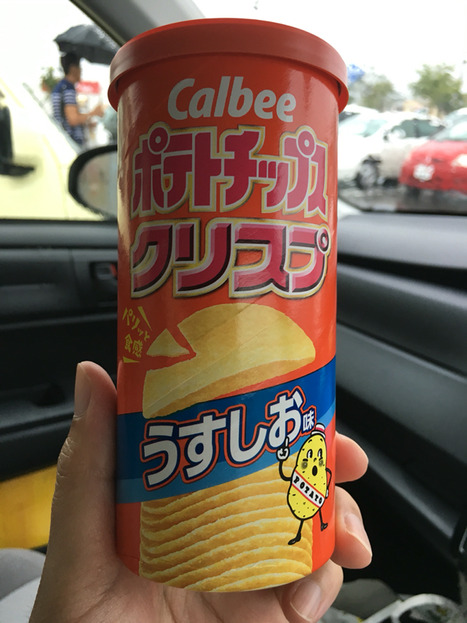 Calbee
ポテトチップス
クリスプ
パリッと
食感
うすしお味
POTATO